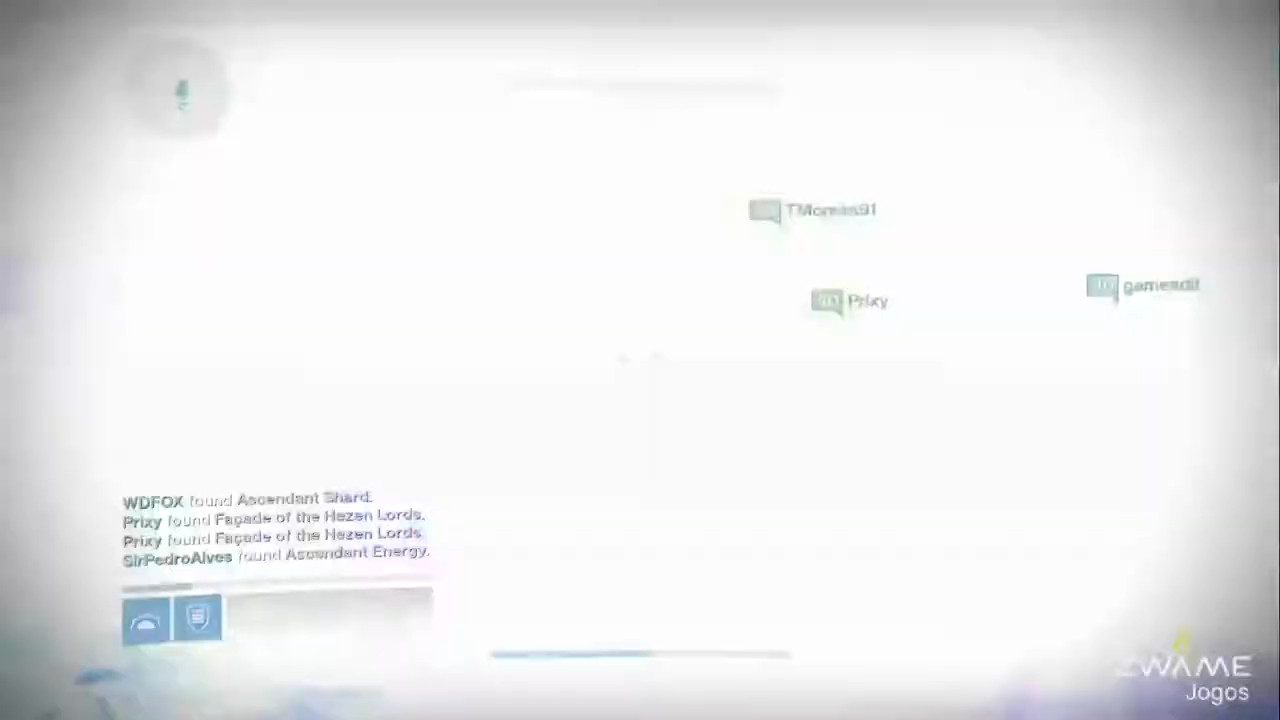 Prixy
WDFOX found Ascendant Shard.
Prixy found Façade of the Hezen Lords.
Prixy found Façade of the Hezen Lords.
SirPedroAlves found Ascendant Energy.
ZWAME
Jogos